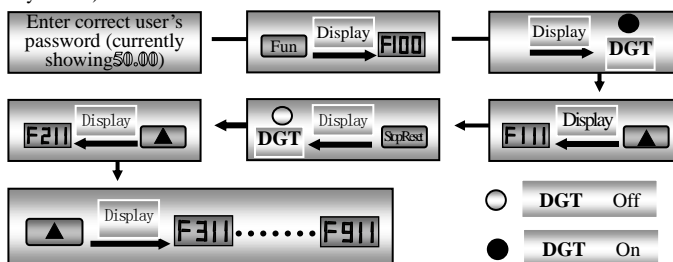 Enter correct user's
password (currently
showing50.00)
Fun
Display
F100
Display
DGT
F211
Display
▲
DGT
Display
Stp/Reset
F111
Display
▲
▲
Display
F311·······F911
DGT Off
DGT On